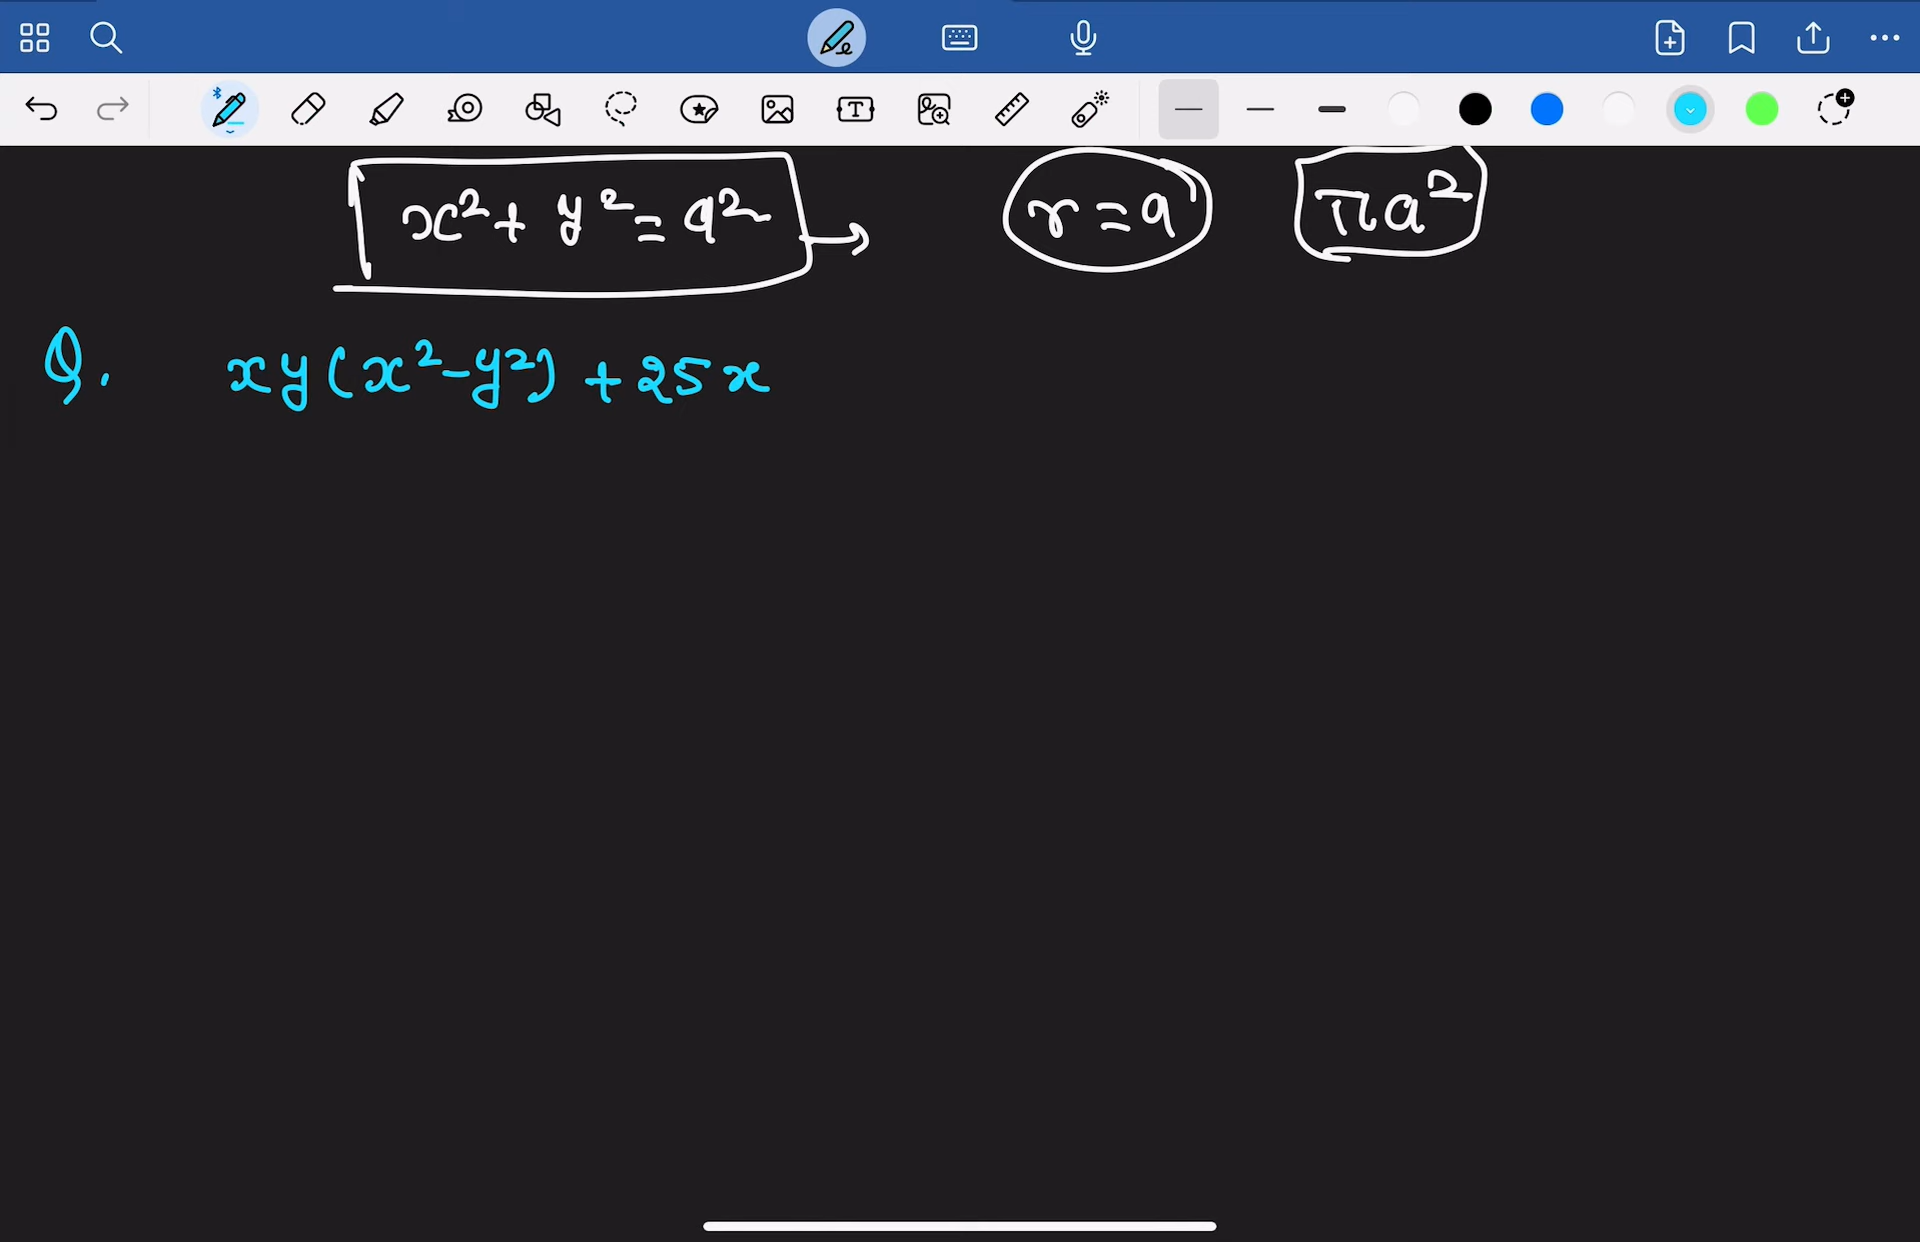 x² + y² = a² → r = a πa²
Q. xy(x² - y²) + 25x